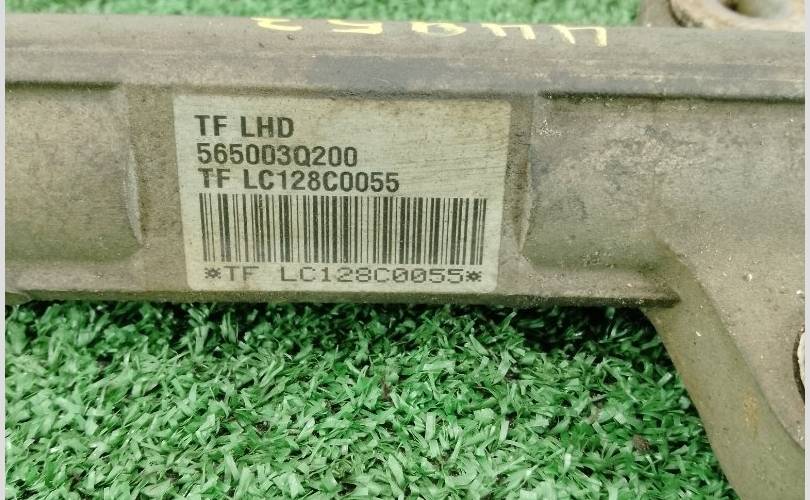 TF LHD
565003Q200
TF LC128C0055
*TF LC128C0055*